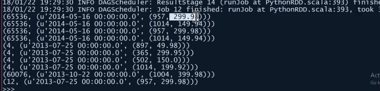 18/01/22 19:29:30 INFO DAGScheduler: ResultStage 14 (runJob at PythonRDD.scala:393) finishe
18/01/22 19:29:30 INFO DAGScheduler: Job 12 finished: runJob at PythonRDD.scala:393, took
(65536, (u'2014-05-16 00:00:00.0', (957, 299.98)))
(65536, (u'2014-05-16 00:00:00.0', (1014, 149.94)))
(65536, (u'2014-05-16 00:00:00.0', (957, 299.98)))
(65536, (u'2014-05-16 00:00:00.0', (1014, 149.94)))
(4, (u'2013-07-25 00:00:00.0', (897, 49.98)))
(4, (u'2013-07-25 00:00:00.0', (365, 299.95)))
(4, (u'2013-07-25 00:00:00.0', (502, 150.0)))
(4, (u'2013-07-25 00:00:00.0', (1014, 199.92)))
(60076, (u'2013-10-22 00:00:00.0', (1004, 399.98)))
(12, (u'2013-07-25 00:00:00.0', (957, 299.98)))
>>>